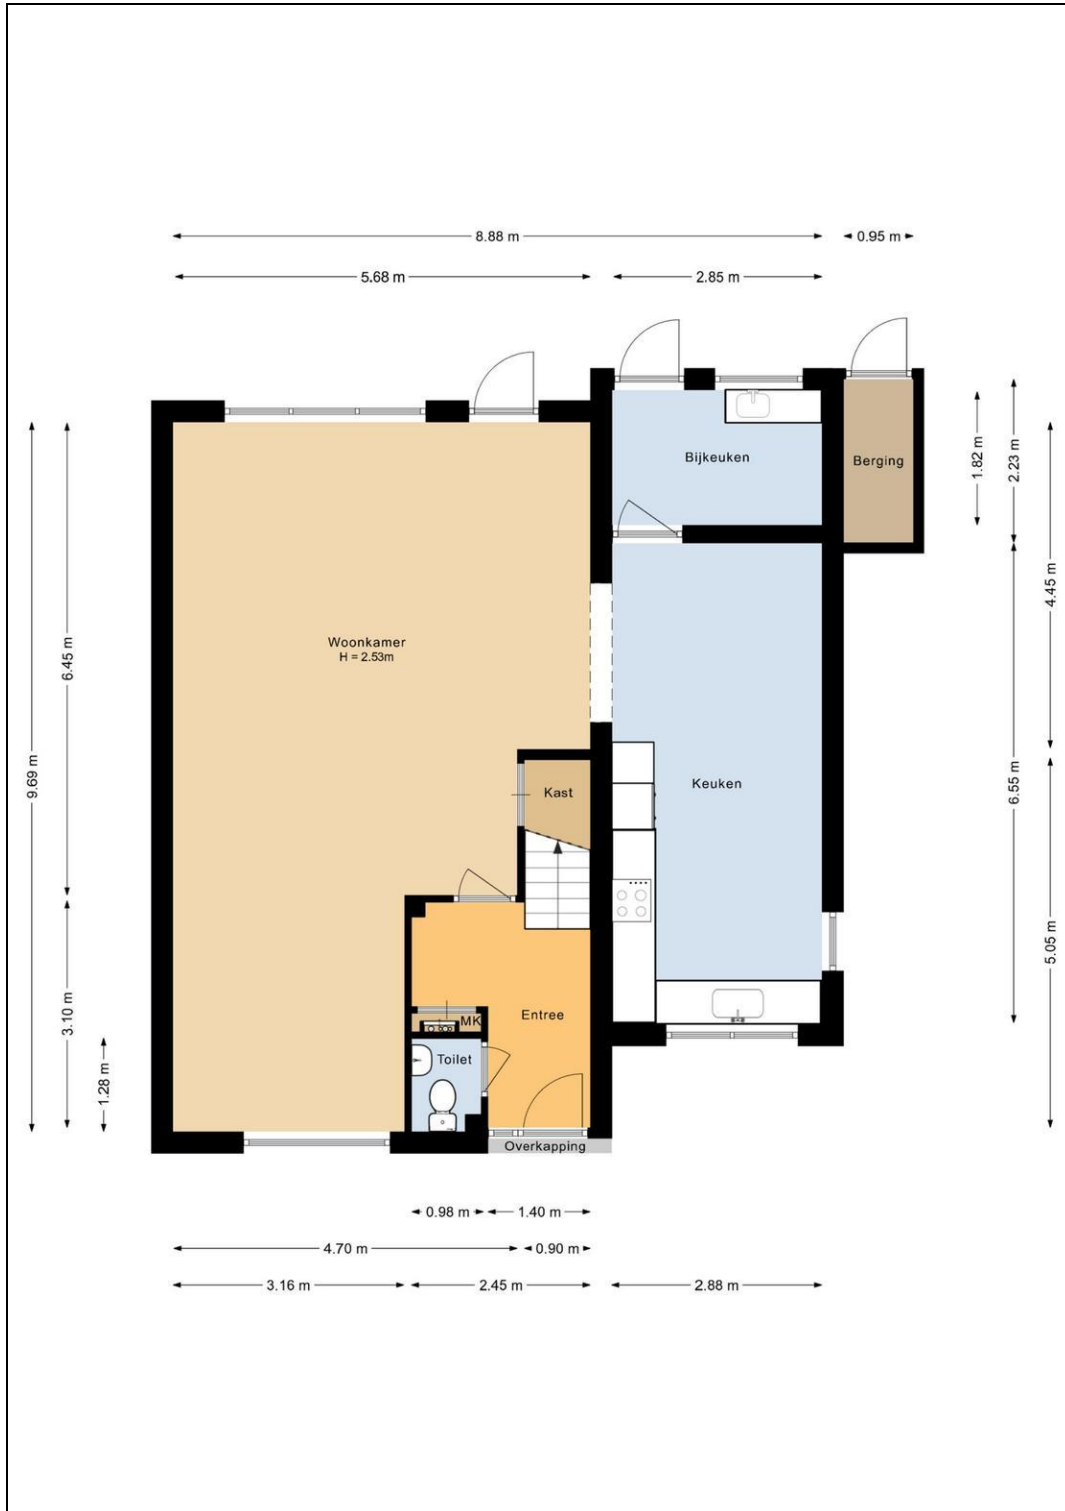 8.88 m
0.95 m
5.68 m
2.85 m
Bijkeuken
Berging
1.82 m
2.23 m
4.45 m
Woonkamer
H = 2.53m
6.45 m
9.69 m
Kast
Keuken
6.55 m
5.05 m
3.10 m
MK
Entree
Toilet
1.28 m
Overkapping
0.98 m
1.40 m
4.70 m
0.90 m
3.16 m
2.45 m
2.88 m